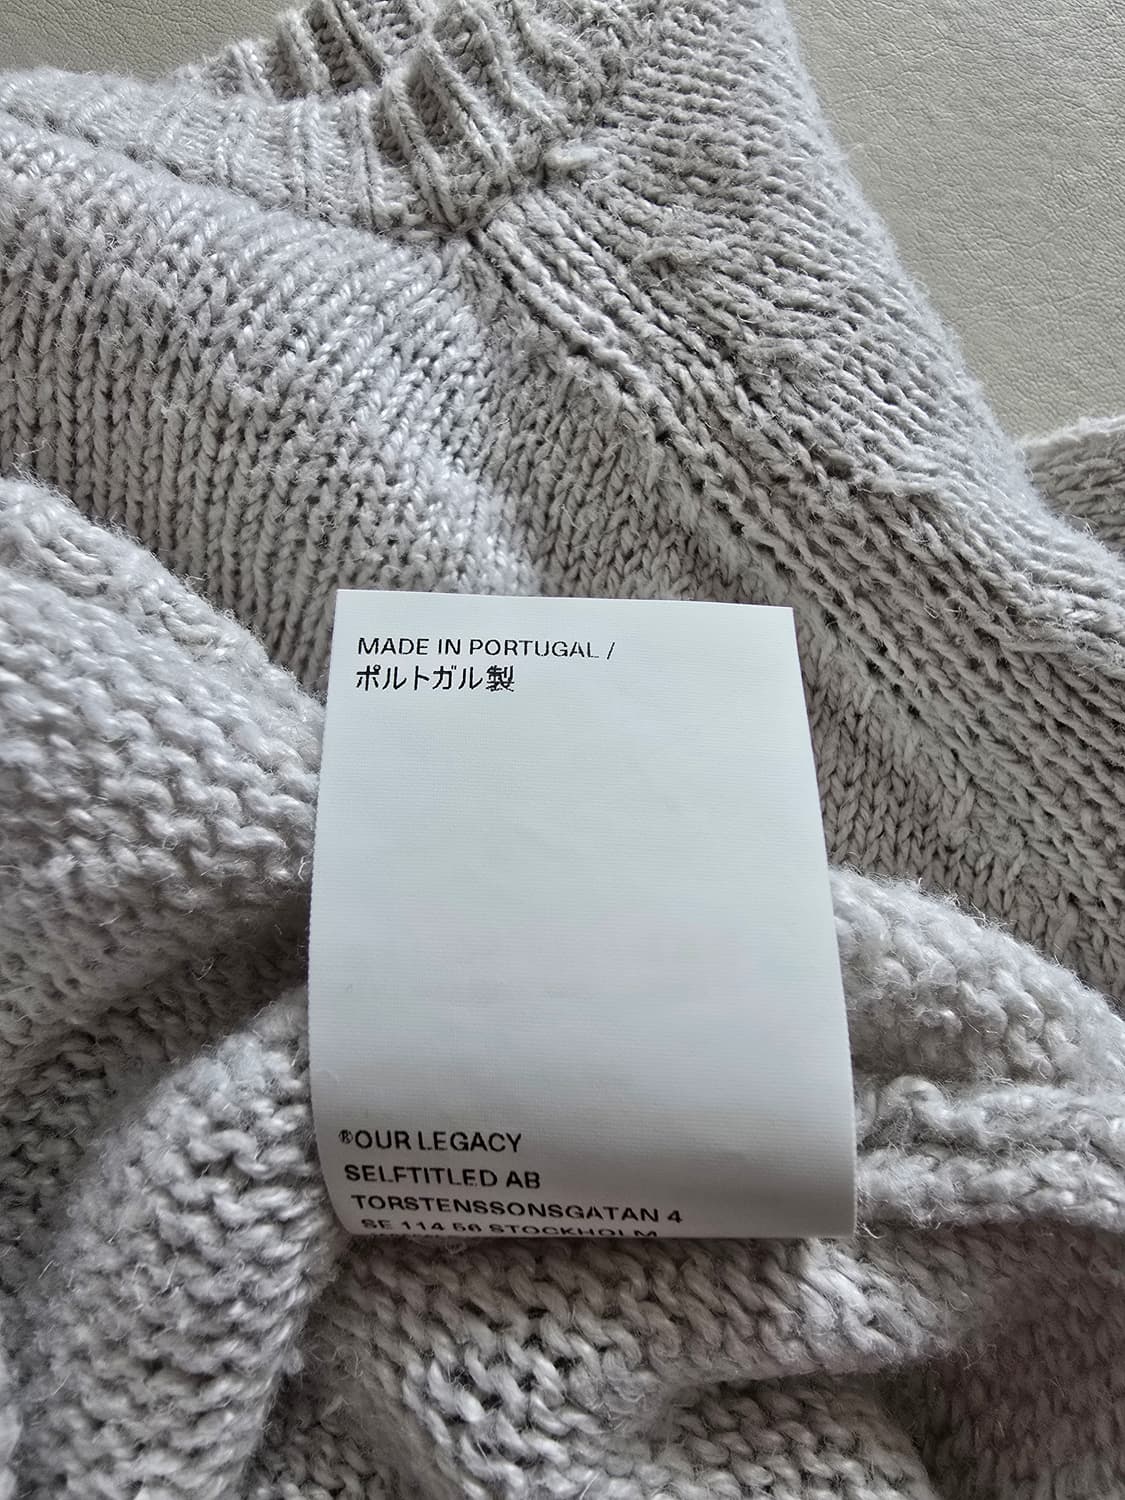 MADE IN PORTUGAL /
ポルトガル製
®OUR LEGACY
SELFTITLED AB
TORSTENSSONSGATAN 4
SE 114 56 STOCKHOLM